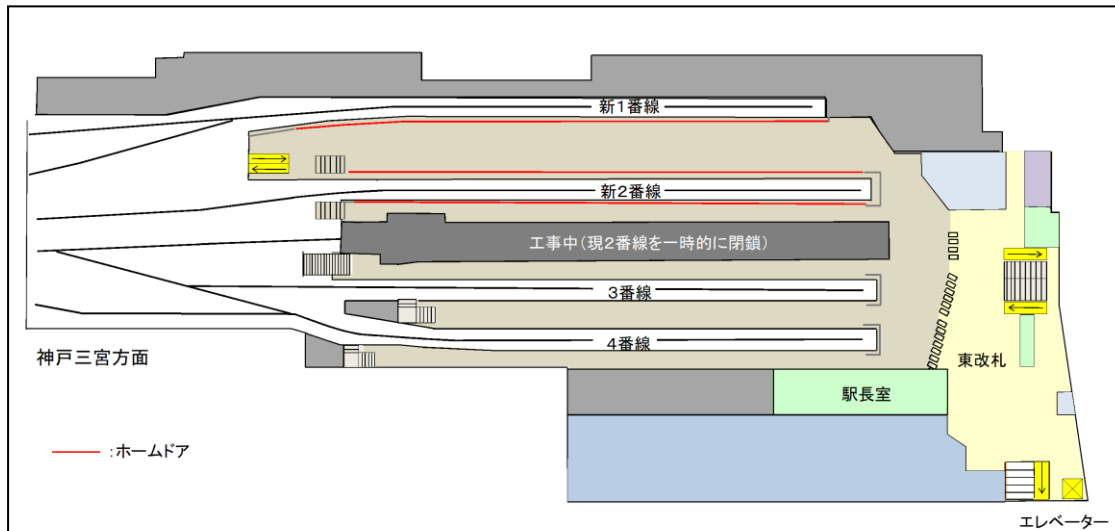 新1番線
新2番線
工事中(現2番線を一時的に閉鎖)
3番線
4番線
神戸三宮方面
東改札
駅長室
:ホームドア
エレベーター